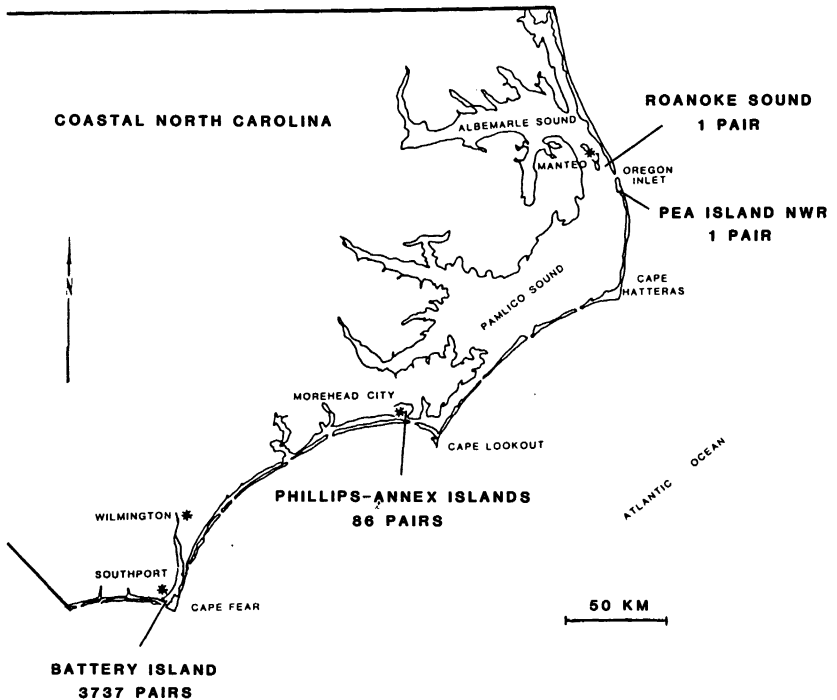 COASTAL NORTH CAROLINA
ALBEMARLE SOUND
ROANOKE SOUND
1 PAIR
MANTEO
OREGON
INLET
PEA ISLAND NWR
1 PAIR
N
CAPE
HATTERAS
PAMLICO SOUND
MOREHEAD CITY
CAPE LOOKOUT
ATLANTIC OCEAN
PHILLIPS-ANNEX ISLANDS
86 PAIRS
WILMINGTON
SOUTHPORT
CAPE FEAR
50 KM
BATTERY ISLAND
3737 PAIRS